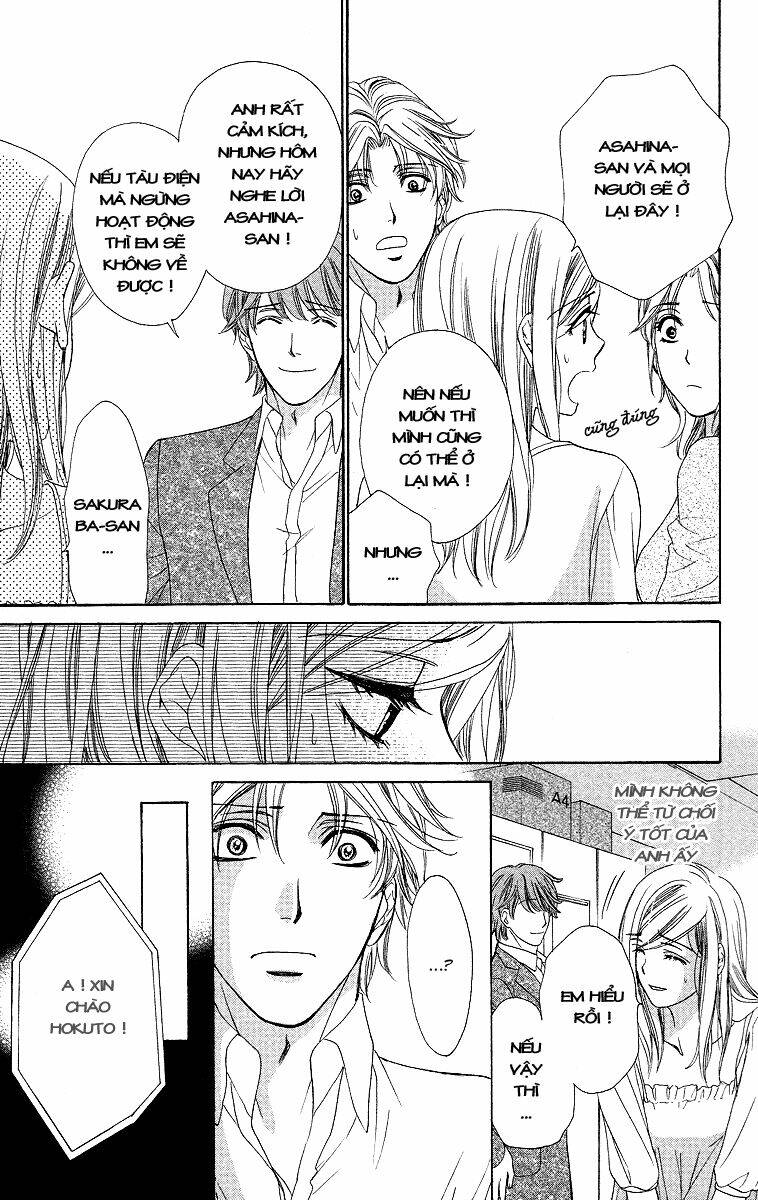 ASAHINA-
SAN VÀ MỌI
NGƯỜI SẼ Ở
LẠI ĐÂY !
cứng đúng
NÊN NẾU
MUỐN THÌ
MÌNH CŨNG
CÓ THỂ Ở
LẠI MÀ !
NHƯNG
...
ANH RẤT
CẢM KÍCH,
NHƯNG HÔM
NAY HÃY
NGHE LỜI
ASAHINA-
SAN !
NẾU TÀU ĐIỆN
MÀ NGỪNG
HOẠT ĐỘNG
THÌ EM SẼ
KHÔNG VỀ
ĐƯỢC !
SAKURA
BA-SAN
...
A4
MÌNH KHÔNG
THỂ TỪ CHỐI
Ý TỐT CỦA
ANH ẤY
EM HIỂU
RỒI !
NẾU
VẬY THÌ
...
...?
A ! XIN
CHÀO
HOKUTO !